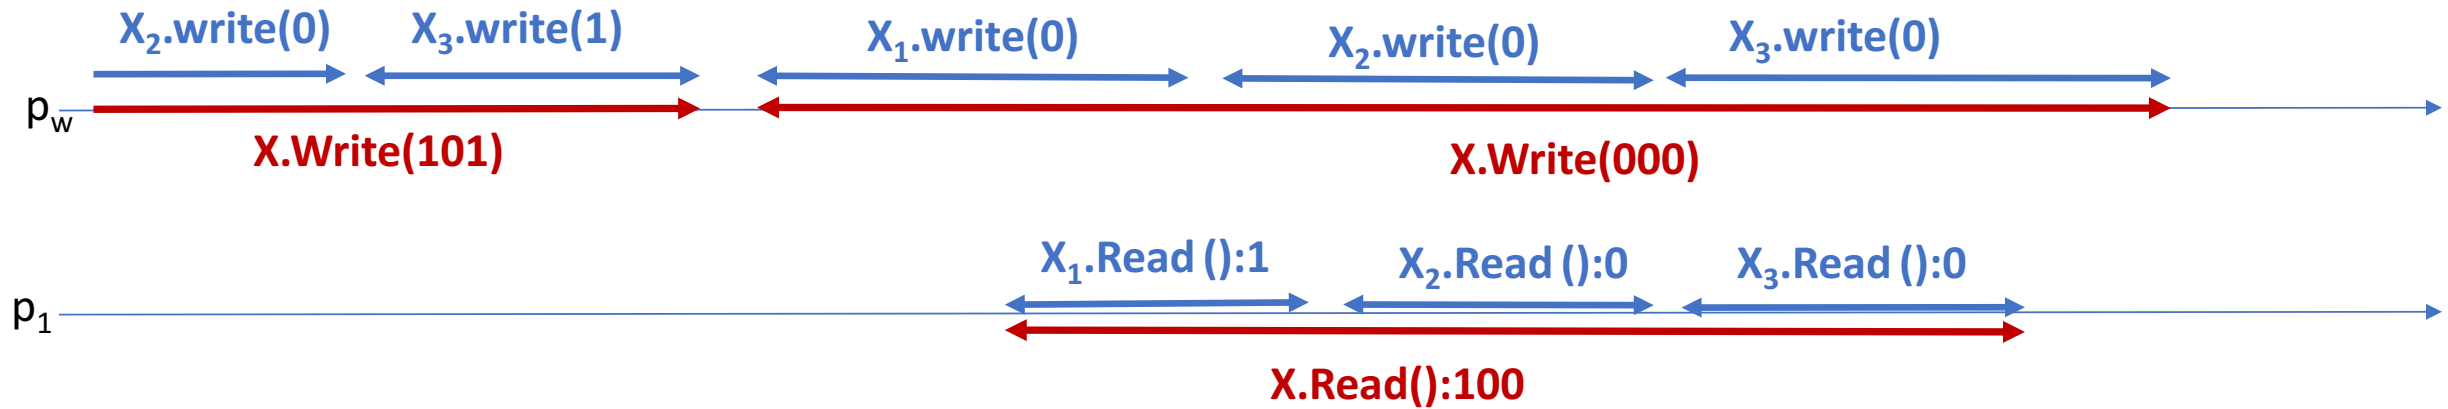 X₂.write(0) X₃.write(1) X₁.write(0) X₂.write(0) X₃.write(0)
p_w
X.Write(101) X.Write(000)
X₁.Read ():1 X₂.Read ():0 X₃.Read ():0
p₁
X.Read():100